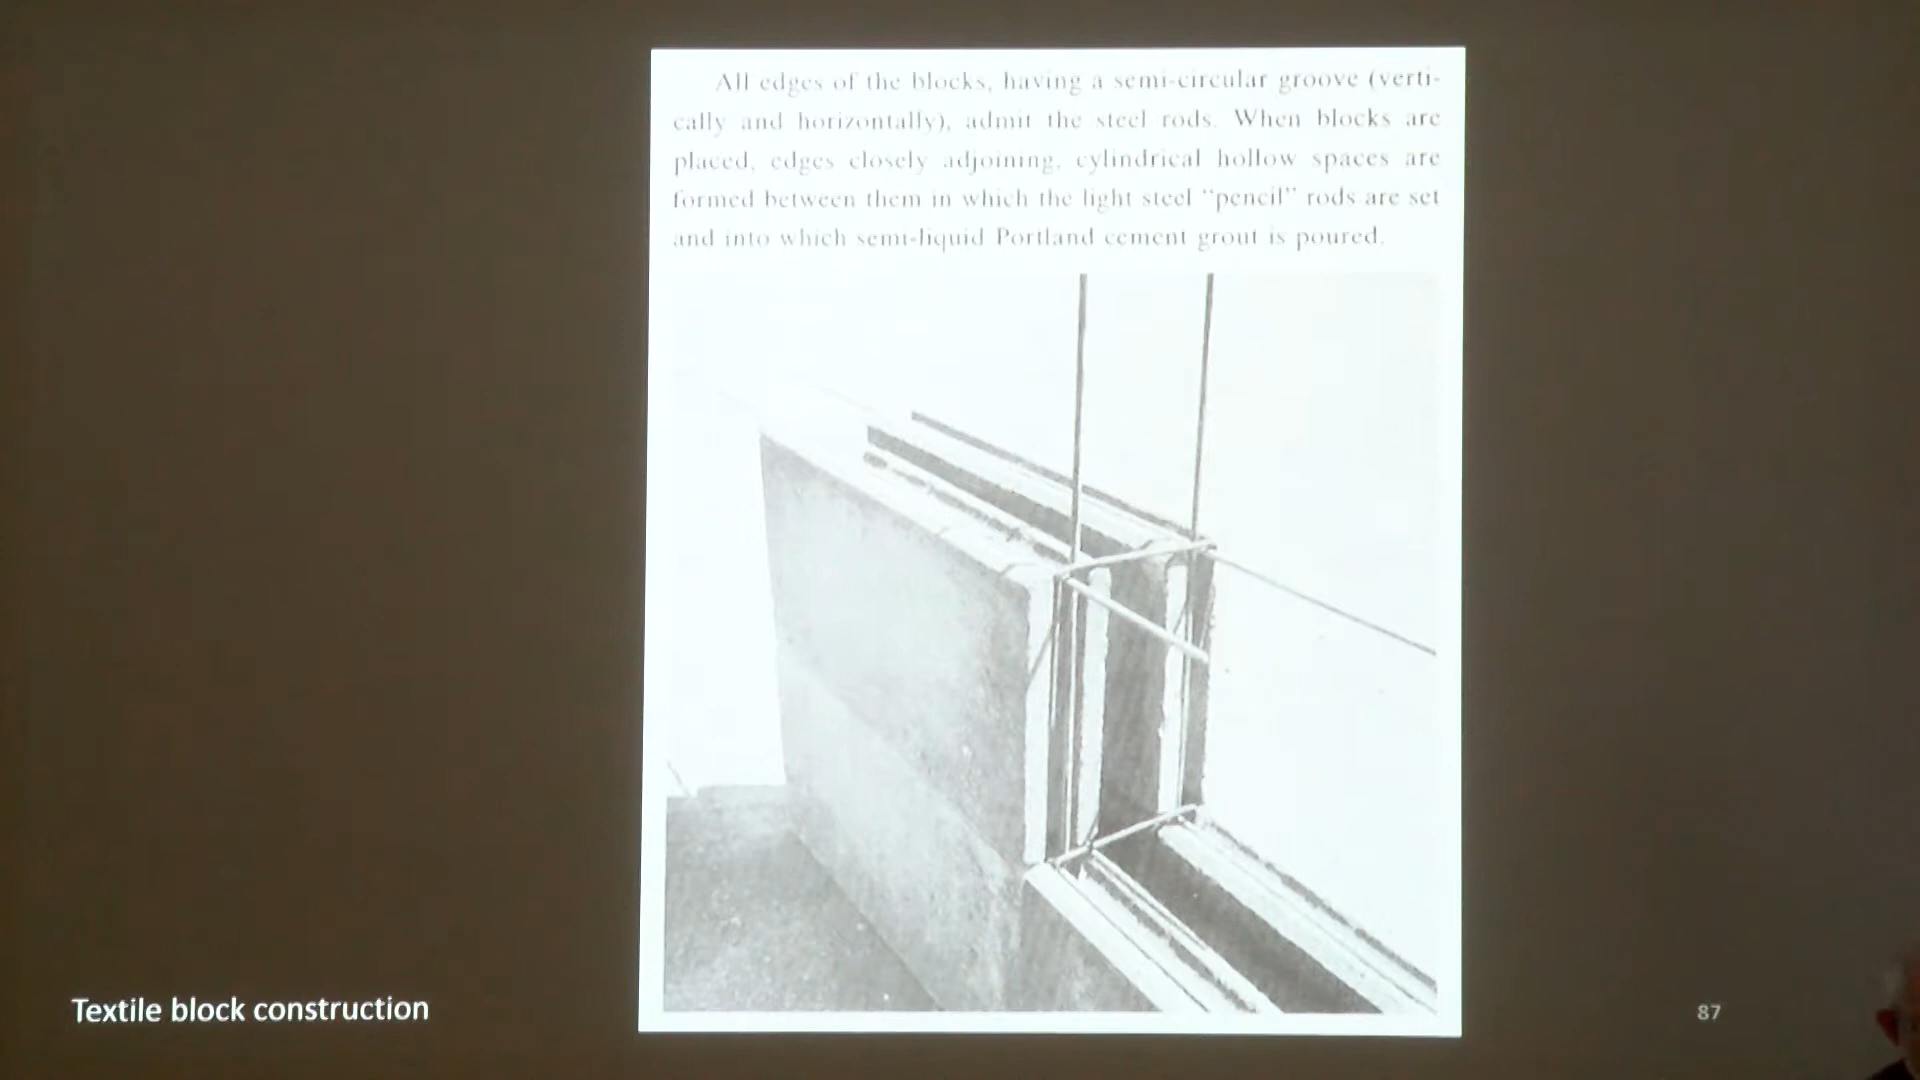 All edges of the blocks, having a semi-circular groove (verti-
cally and horizontally), admit the steel rods. When blocks are
placed, edges closely adjoining, cylindrical hollow spaces are
formed between them in which the light steel “pencil” rods are set
and into which semi-liquid Portland cement grout is poured.
Textile block construction
87